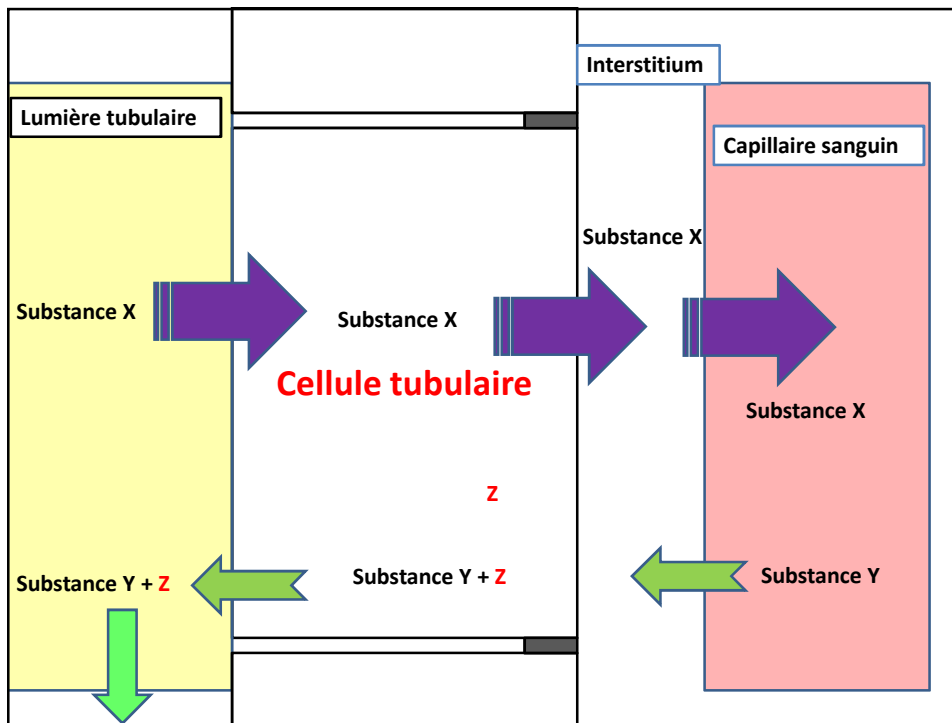 Interstitium
Lumière tubulaire
Capillaire sanguin
Substance X
Substance X
Substance X
Cellule tubulaire
Substance X
Z
Substance Y + Z
Substance Y + Z
Substance Y